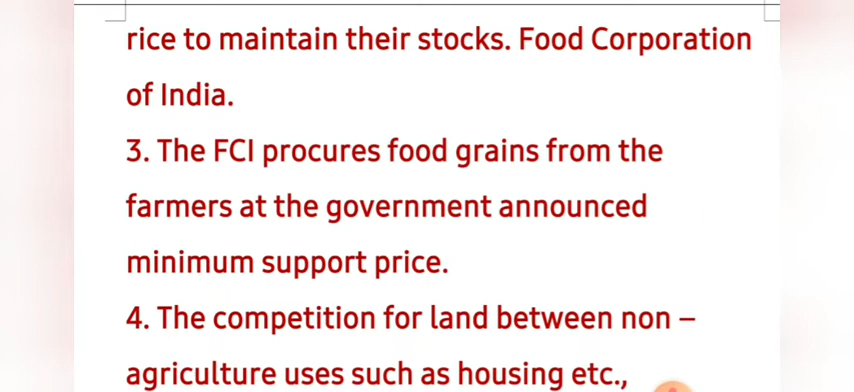 rice to maintain their stocks. Food Corporation
of India.
3. The FCI procures food grains from the
farmers at the government announced
minimum support price.
4. The competition for land between non –
agriculture uses such as housing etc.,